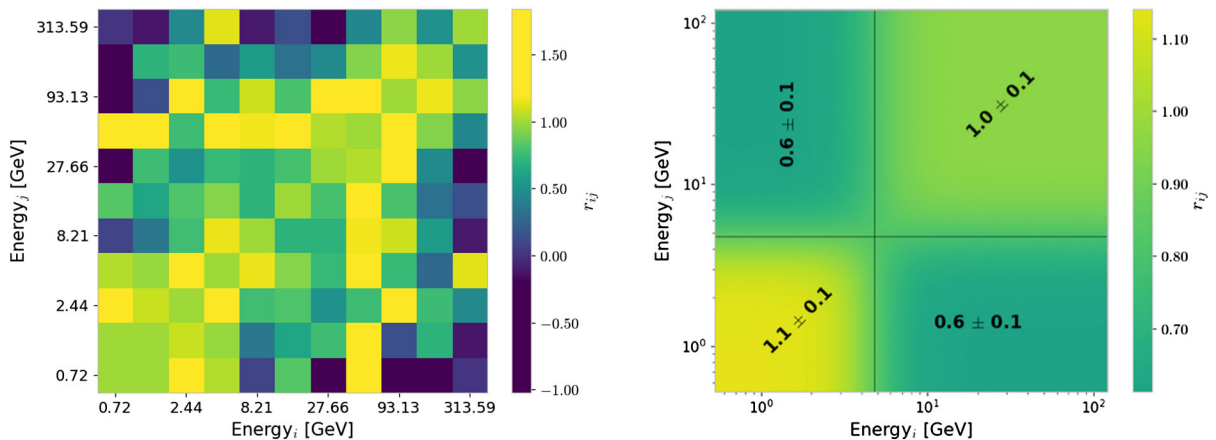 313.59
93.13
27.66
8.21
2.44
0.72
Energy_j [GeV]
0.72 2.44 8.21 27.66 93.13 313.59
Energy_i [GeV]
1.50
1.00
0.50
0.00
−0.50
−1.00
r_{ij}
10^2
10^1
10^0
Energy_j [GeV]
0.6 ± 0.1
1.0 ± 0.1
1.1 ± 0.1
0.6 ± 0.1
10^0 10^1 10^2
Energy_i [GeV]
1.10
1.00
0.90
0.80
0.70
r_{ij}